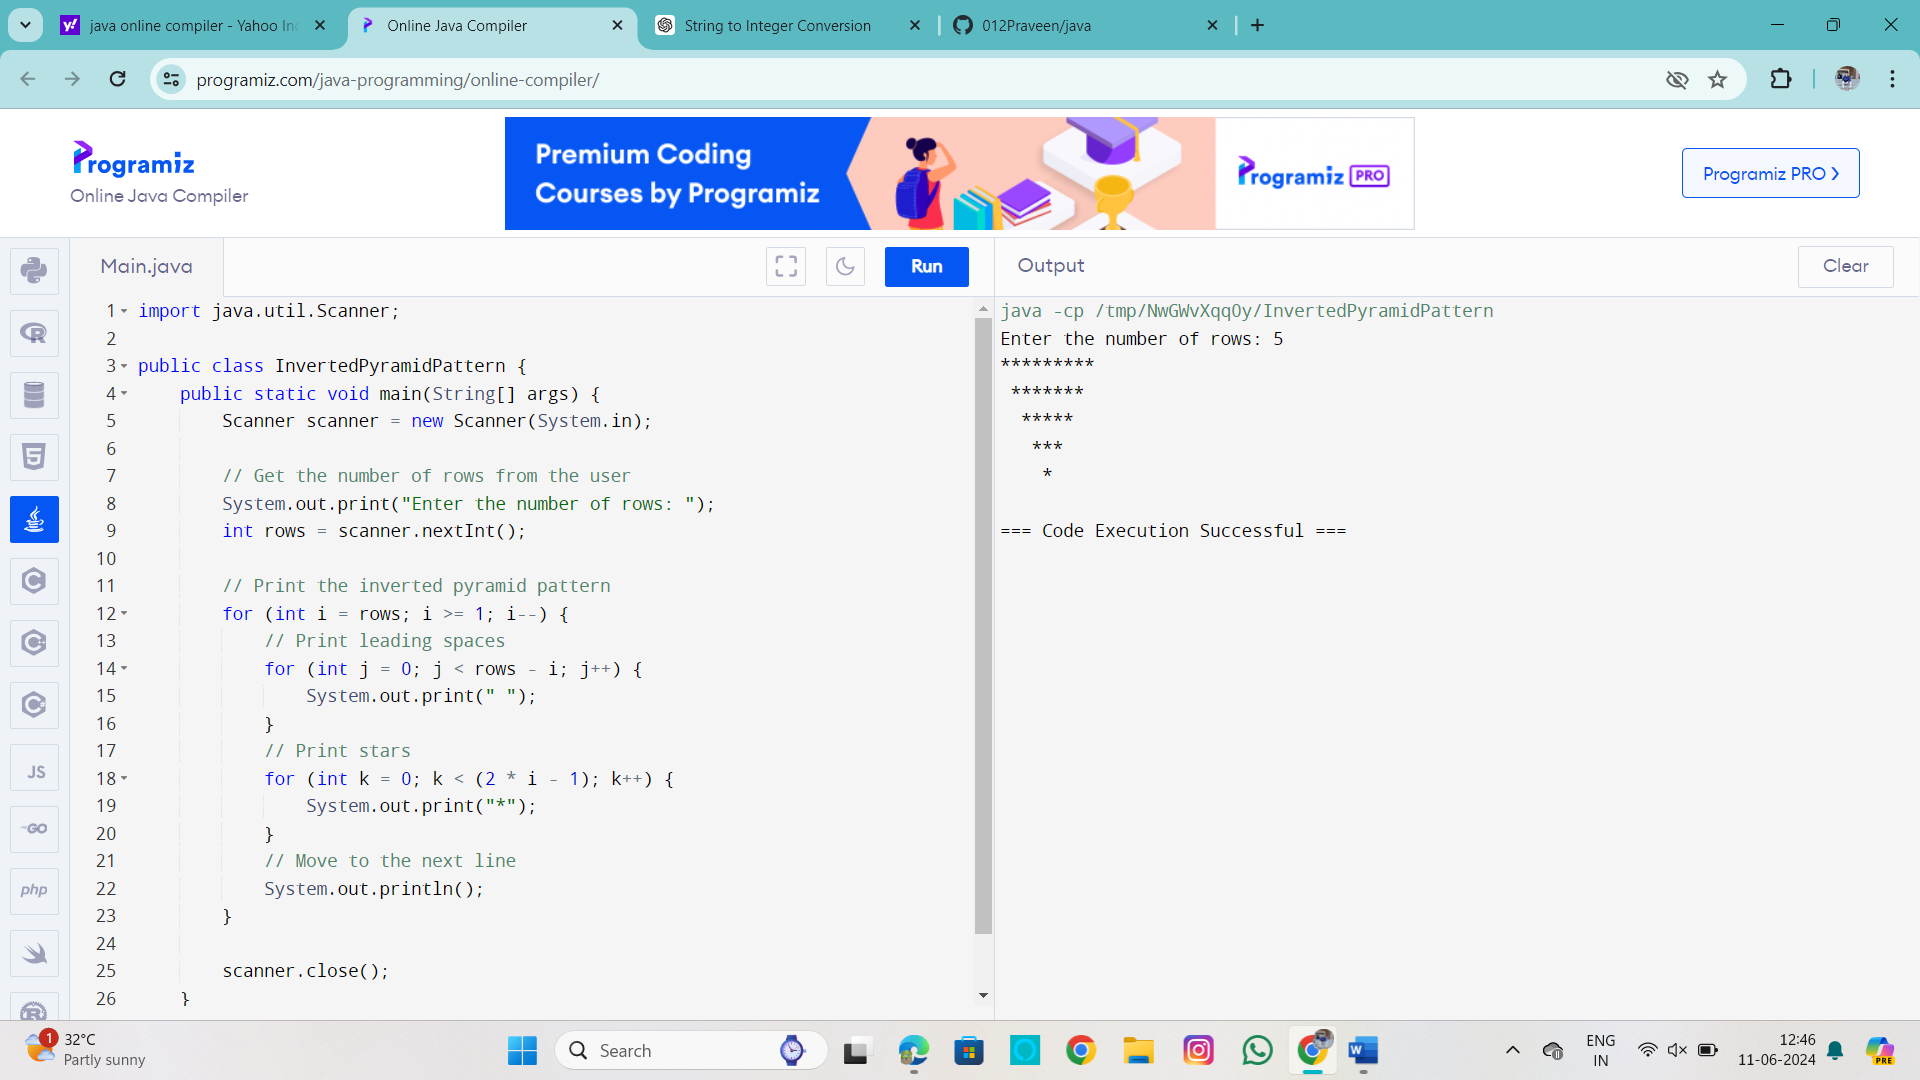 java online compiler - Yahoo Inc
Online Java Compiler
String to Integer Conversion
012Praveen/java
programiz.com/java-programming/online-compiler/
Programiz
Online Java Compiler
Premium Coding
Courses by Programiz
Programiz PRO
Programiz PRO
Main.java
Run
Output
Clear
1 import java.util.Scanner;
2
3 public class InvertedPyramidPattern {
4     public static void main(String[] args) {
5         Scanner scanner = new Scanner(System.in);
6
7         // Get the number of rows from the user
8         System.out.print("Enter the number of rows: ");
9         int rows = scanner.nextInt();
10
11         // Print the inverted pyramid pattern
12         for (int i = rows; i >= 1; i--) {
13             // Print leading spaces
14             for (int j = 0; j < rows - i; j++) {
15                 System.out.print(" ");
16             }
17             // Print stars
18             for (int k = 0; k < (2 * i - 1); k++) {
19                 System.out.print("*");
20             }
21             // Move to the next line
22             System.out.println();
23         }
24
25         scanner.close();
26     }
java -cp /tmp/NwGWvXqqOy/InvertedPyramidPattern
Enter the number of rows: 5
*********
 *******
  *****
   ***
    *
=== Code Execution Successful ===
JS
GO
php
1
32°C
Partly sunny
Search
ENG
IN
12:46
11-06-2024
PRE